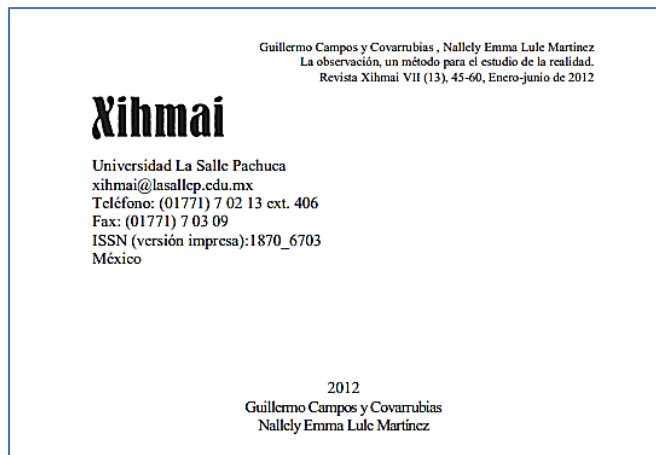 Guillermo Campos y Covarrubias , Nallely Emma Lule Martínez
La observación, un método para el estudio de la realidad.
Revista Xihmai VII (13), 45-60, Enero-junio de 2012
Xihmai
Universidad La Salle Pachuca
xihmai@lasallep.edu.mx
Teléfono: (01771) 7 02 13 ext. 406
Fax: (01771) 7 03 09
ISSN (versión impresa):1870_6703
México
2012
Guillermo Campos y Covarrubias
Nallely Emma Lule Martínez